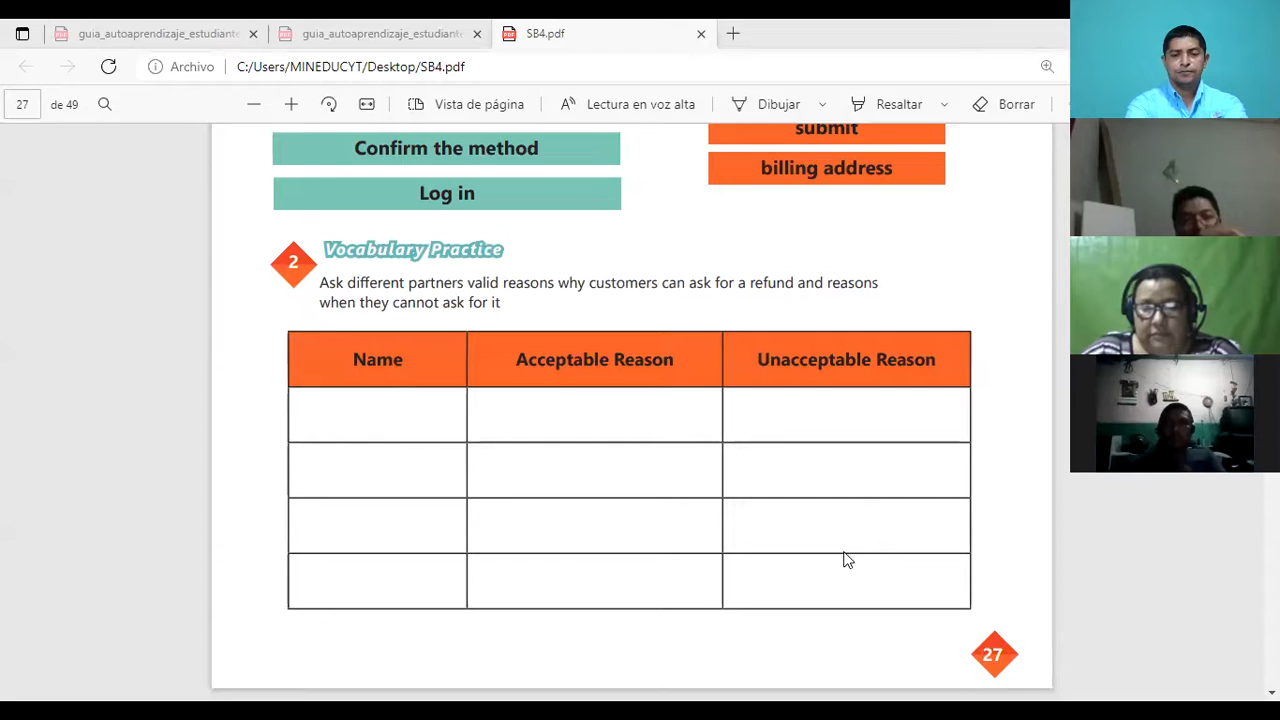 guia_autoaprendizaje_estudiante
guia_autoaprendizaje_estudiante
SB4.pdf
Archivo
C:/Users/MINEDUCYT/Desktop/SB4.pdf
27
de 49
Vista de página
Lectura en voz alta
Dibujar
Resaltar
Borrar
submit
Confirm the method
billing address
Log in
2
Vocabulary Practice
Ask different partners valid reasons why customers can ask for a refund and reasons
when they cannot ask for it
Name
Acceptable Reason
Unacceptable Reason
27